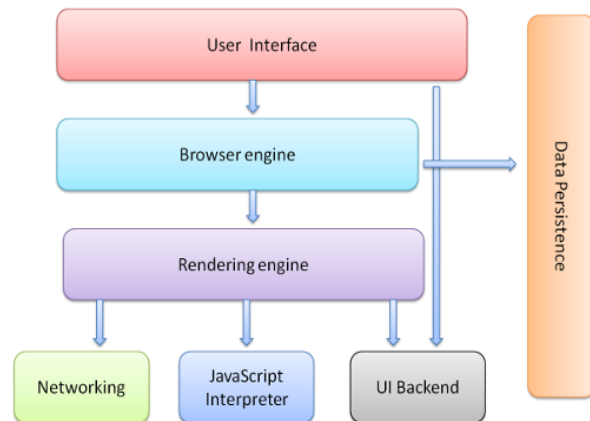 User Interface
Browser engine
Rendering engine
Networking
JavaScript
Interpreter
UI Backend
Data Persistence